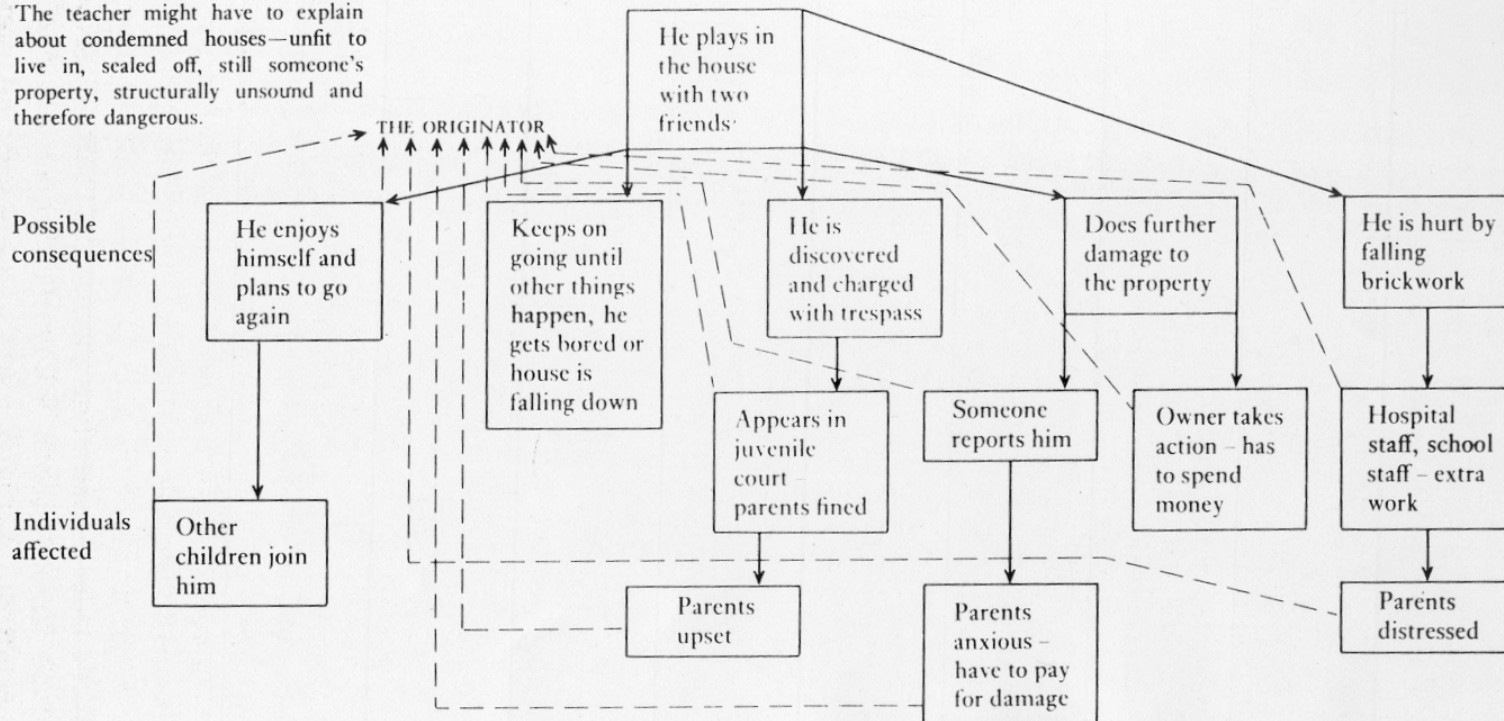 The teacher might have to explain
about condemned houses—unfit to
live in, sealed off, still someone's
property, structurally unsound and
therefore dangerous.
He plays in
the house
with two
friends
THE ORIGINATOR
Possible
consequences
He enjoys
himself and
plans to go
again
Keeps on
going until
other things
happen, he
gets bored or
house is
falling down
He is
discovered
and charged
with trespass
Does further
damage to
the property
He is hurt by
falling
brickwork
Appears in
juvenile
court –
parents fined
Someone
reports him
Owner takes
action – has
to spend
money
Hospital
staff, school
staff – extra
work
Individuals
affected
Other
children join
him
Parents
upset
Parents
anxious –
have to pay
for damage
Parents
distressed